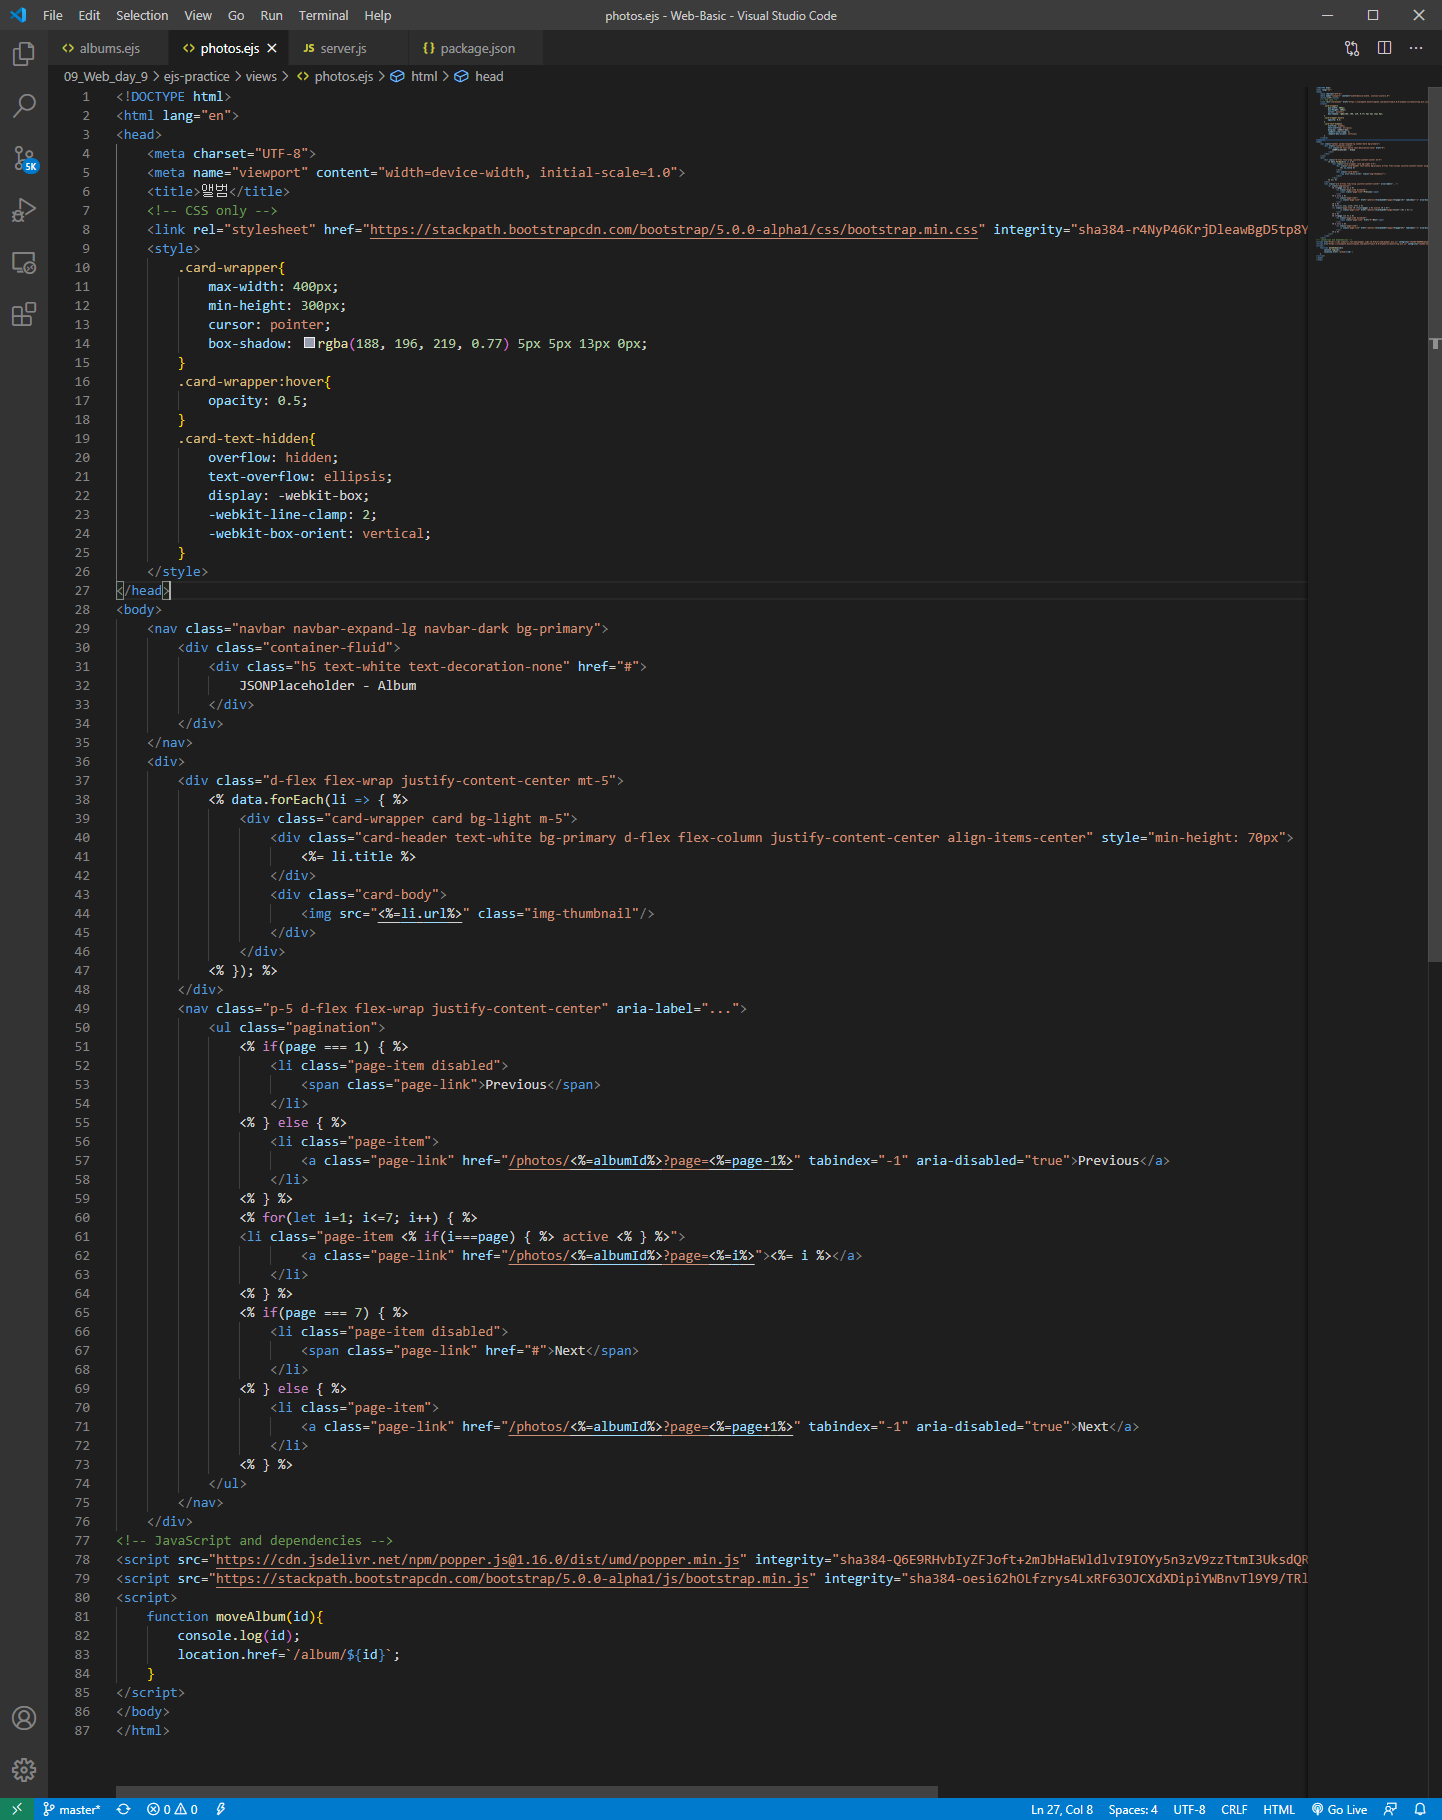 File Edit Selection View Go Run Terminal Help photos.ejs - Web-Basic - Visual Studio Code
<> albums.ejs <> photos.ejs JS server.js {} package.json
09_Web_day_9 > ejs-practice > views > <> photos.ejs > html > head
1 <!DOCTYPE html>
2 <html lang="en">
3 <head>
4 <meta charset="UTF-8">
5 <meta name="viewport" content="width=device-width, initial-scale=1.0">
6 <title>앨범</title>
7 <!-- CSS only -->
8 <link rel="stylesheet" href="https://stackpath.bootstrapcdn.com/bootstrap/5.0.0-alpha1/css/bootstrap.min.css" integrity="sha384-r4NyP46KrjDleawBgD5tp8Y
9 <style>
10 .card-wrapper{
11 max-width: 400px;
12 min-height: 300px;
13 cursor: pointer;
14 box-shadow: rgba(188, 196, 219, 0.77) 5px 5px 13px 0px;
15 }
16 .card-wrapper:hover{
17 opacity: 0.5;
18 }
19 .card-text-hidden{
20 overflow: hidden;
21 text-overflow: ellipsis;
22 display: -webkit-box;
23 -webkit-line-clamp: 2;
24 -webkit-box-orient: vertical;
25 }
26 </style>
27 </head>
28 <body>
29 <nav class="navbar navbar-expand-lg navbar-dark bg-primary">
30 <div class="container-fluid">
31 <div class="h5 text-white text-decoration-none" href="#">
32 JSONPlaceholder - Album
33 </div>
34 </div>
35 </nav>
36 <div>
37 <div class="d-flex flex-wrap justify-content-center mt-5">
38 <% data.forEach(li => { %>
39 <div class="card-wrapper card bg-light m-5">
40 <div class="card-header text-white bg-primary d-flex flex-column justify-content-center align-items-center" style="min-height: 70px">
41 <%= li.title %>
42 </div>
43 <div class="card-body">
44 <img src="<%=li.url%>" class="img-thumbnail"/>
45 </div>
46 </div>
47 <% }); %>
48 </div>
49 <nav class="p-5 d-flex flex-wrap justify-content-center" aria-label="...">
50 <ul class="pagination">
51 <% if(page === 1) { %>
52 <li class="page-item disabled">
53 <span class="page-link">Previous</span>
54 </li>
55 <% } else { %>
56 <li class="page-item">
57 <a class="page-link" href="/photos/<%=albumId%>?page=<%=page-1%>" tabindex="-1" aria-disabled="true">Previous</a>
58 </li>
59 <% } %>
60 <% for(let i=1; i<=7; i++) { %>
61 <li class="page-item <% if(i===page) { %> active <% } %>">
62 <a class="page-link" href="/photos/<%=albumId%>?page=<%=i%>"><%= i %></a>
63 </li>
64 <% } %>
65 <% if(page === 7) { %>
66 <li class="page-item disabled">
67 <span class="page-link" href="#">Next</span>
68 </li>
69 <% } else { %>
70 <li class="page-item">
71 <a class="page-link" href="/photos/<%=albumId%>?page=<%=page+1%>" tabindex="-1" aria-disabled="true">Next</a>
72 </li>
73 <% } %>
74 </ul>
75 </nav>
76 </div>
77 <!-- JavaScript and dependencies -->
78 <script src="https://cdn.jsdelivr.net/npm/popper.js@1.16.0/dist/umd/popper.min.js" integrity="sha384-Q6E9RHvbIyZFJoft+2mJbHaEWldlvI9IOYy5n3zV9zzTtmI3UksdQR
79 <script src="https://stackpath.bootstrapcdn.com/bootstrap/5.0.0-alpha1/js/bootstrap.min.js" integrity="sha384-oesi62hOLfzrys4LxRF63OJCXdXDipiYWBnvTl9Y9/TRl
80 <script>
81 function moveAlbum(id){
82 console.log(id);
83 location.href=`/album/${id}`;
84 }
85 </script>
86 </body>
87 </html>
5K
master* 0 0 Ln 27, Col 8 Spaces: 4 UTF-8 CRLF HTML Go Live